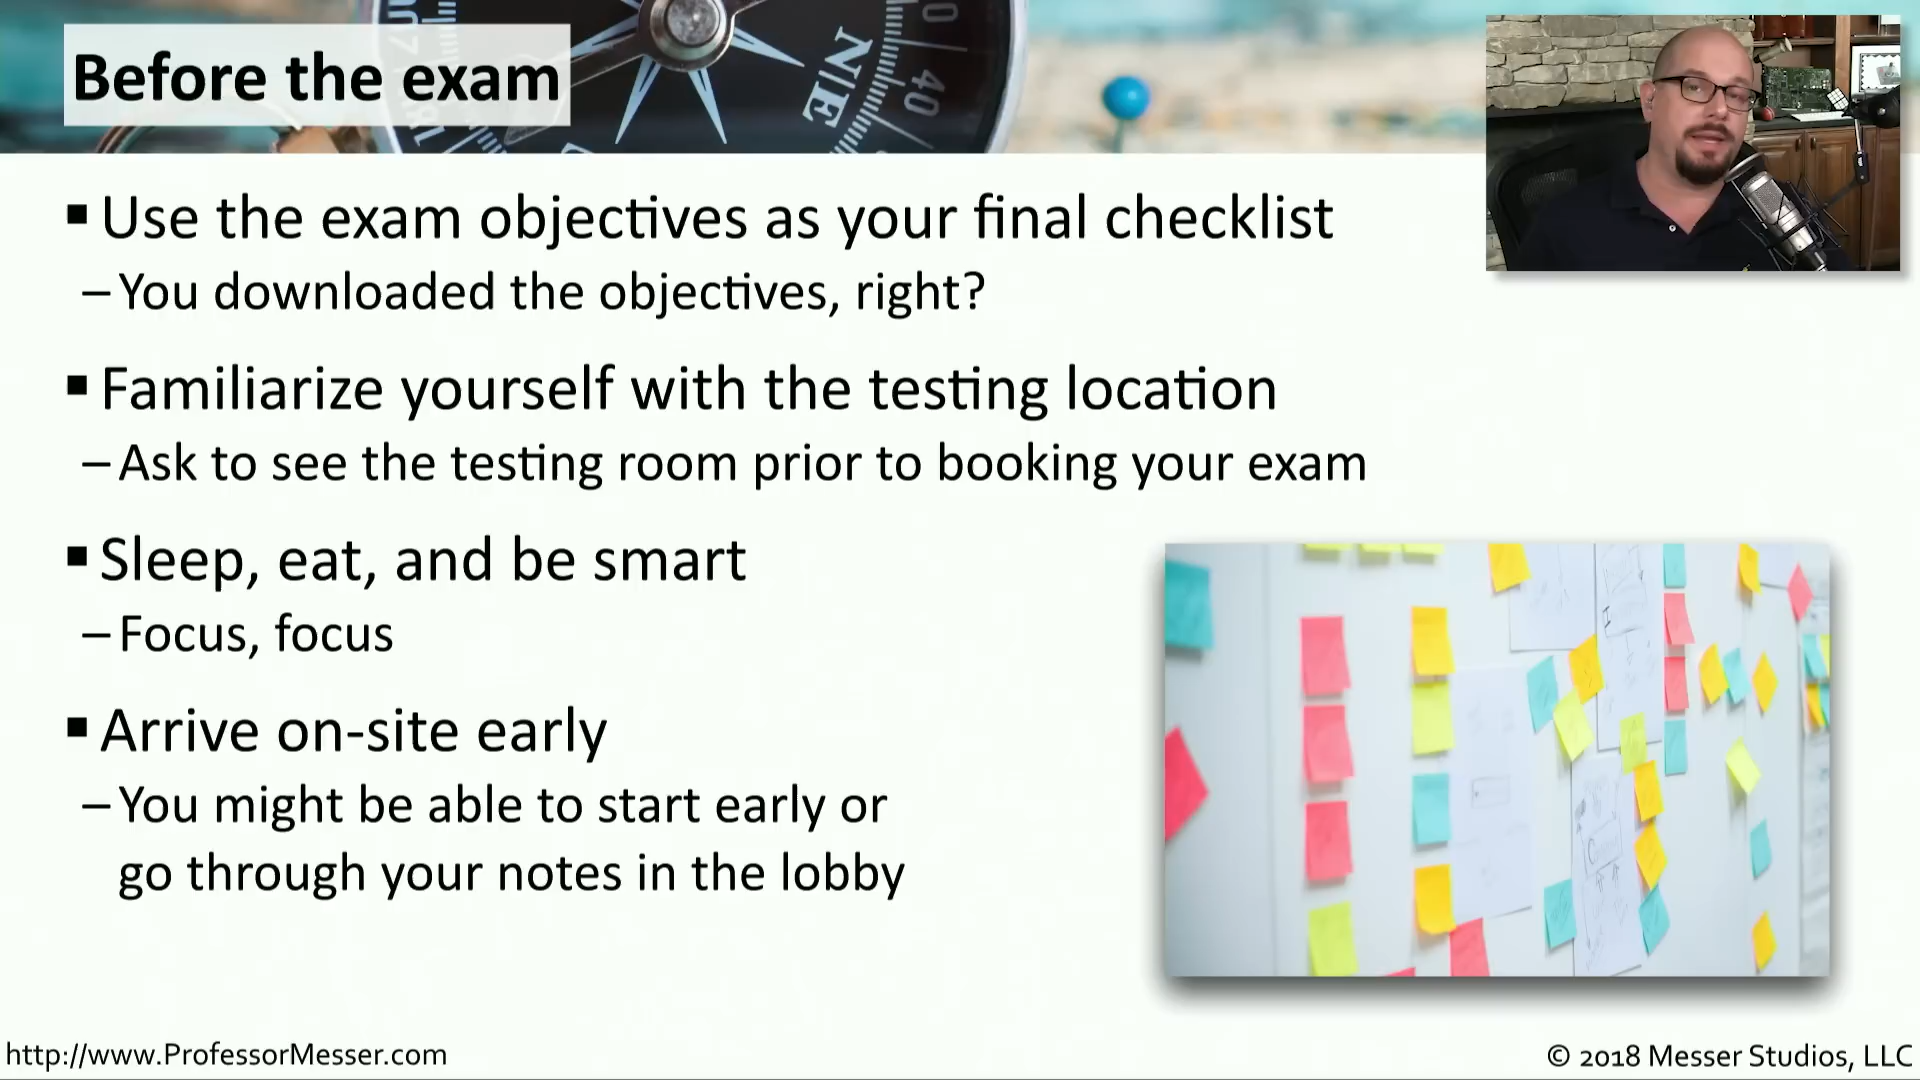 Before the exam
NE
40
▪ Use the exam objectives as your final checklist
– You downloaded the objectives, right?
▪ Familiarize yourself with the testing location
– Ask to see the testing room prior to booking your exam
▪ Sleep, eat, and be smart
– Focus, focus
▪ Arrive on-site early
– You might be able to start early or
go through your notes in the lobby
http://www.ProfessorMesser.com
© 2018 Messer Studios, LLC